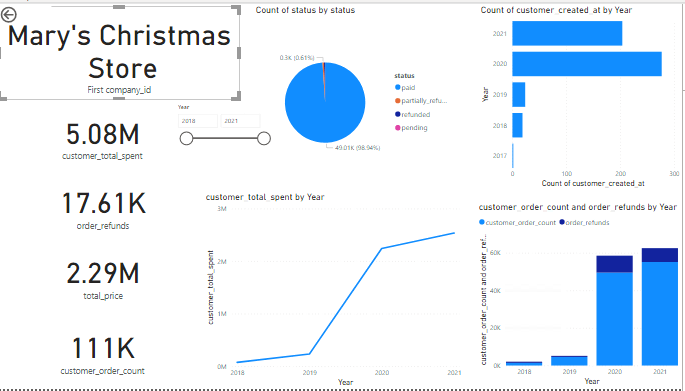 Mary's Christmas
Store
First company_id
5.08M
customer_total_spent
17.61K
order_refunds
2.29M
total_price
111K
customer_order_count
Year
2018
2021
Count of status by status
0.3K (0.61%)
49.01K (98.94%)
status
paid
partially_refu...
refunded
pending
Count of customer_created_at by Year
Year
2021
2020
2019
2018
2017
0
100
200
300
Count of customer_created_at
customer_total_spent by Year
customer_total_spent
3M
2M
1M
0M
2018
2019
2020
2021
Year
customer_order_count and order_refunds by Year
customer_order_count
order_refunds
customer_order_count and order_ref...
60K
40K
20K
0K
2018
2019
2020
2021
Year